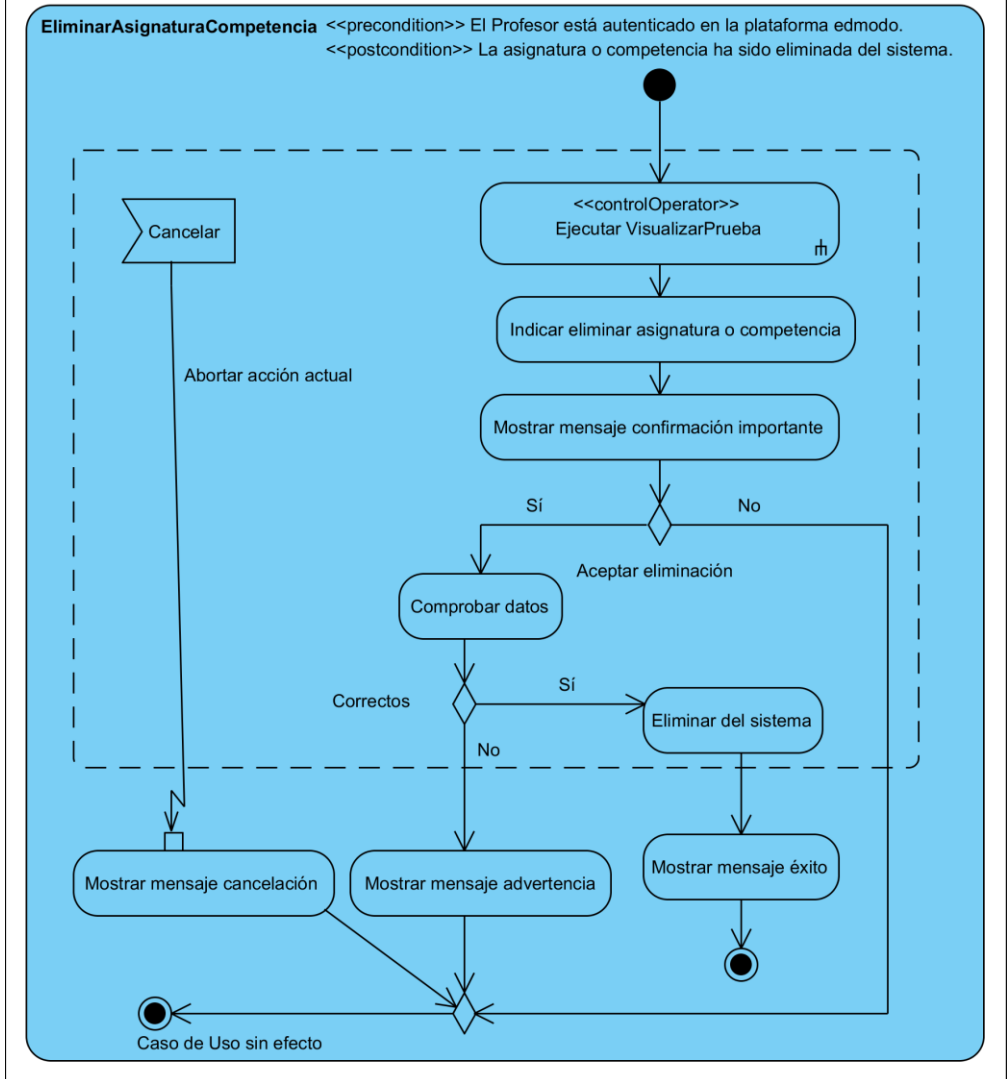 EliminarAsignaturaCompetencia <<precondition>> El Profesor está autenticado en la plataforma edmodo.
<<postcondition>> La asignatura o competencia ha sido eliminada del sistema.
<<controlOperator>>
Ejecutar VisualizarPrueba
Cancelar
Indicar eliminar asignatura o competencia
Abortar acción actual
Mostrar mensaje confirmación importante
Sí
No
Aceptar eliminación
Comprobar datos
Correctos
Sí
Eliminar del sistema
No
Mostrar mensaje cancelación
Mostrar mensaje advertencia
Mostrar mensaje éxito
Caso de Uso sin efecto